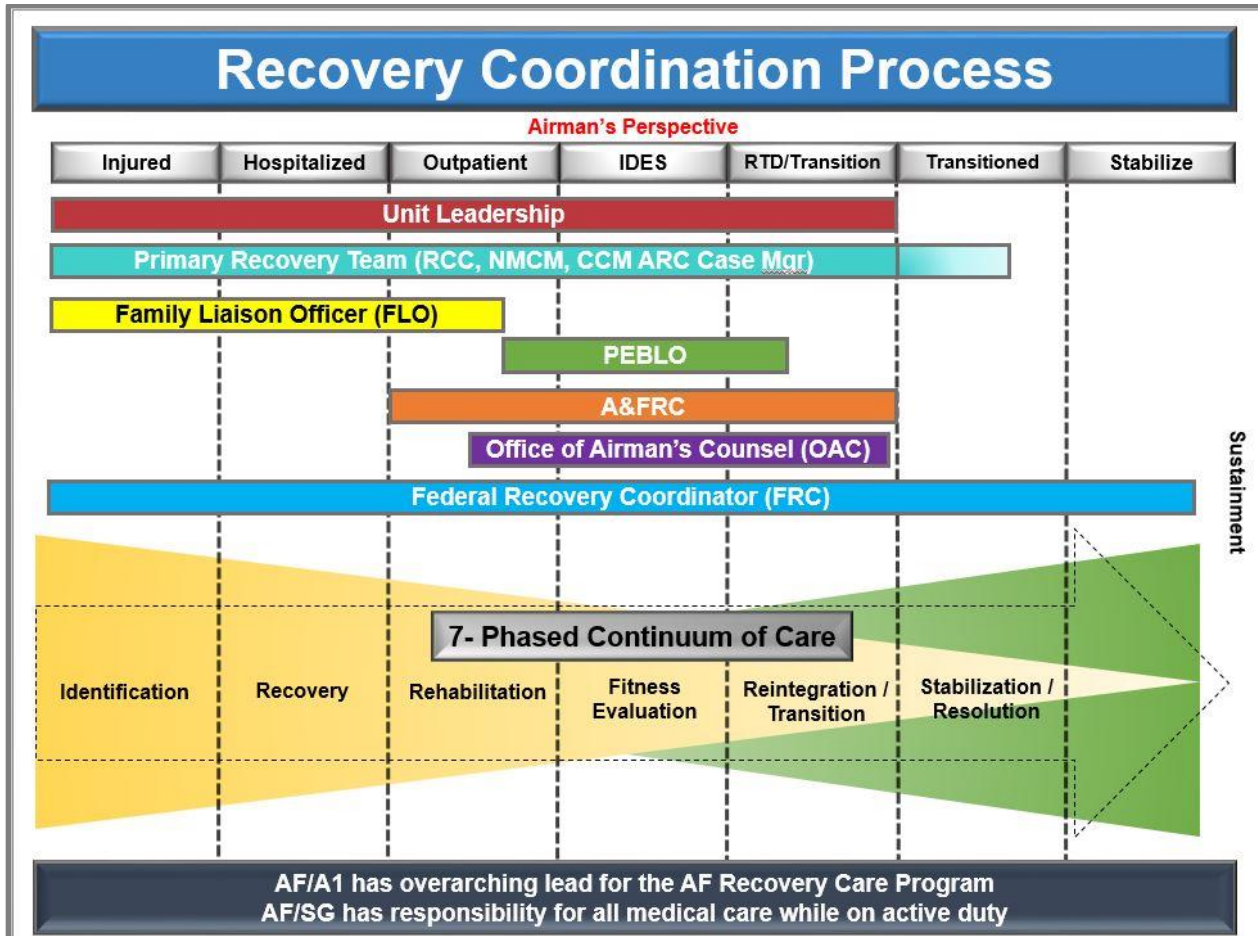 Recovery Coordination Process
Airman's Perspective
Injured
Hospitalized
Outpatient
IDES
RTD/Transition
Transitioned
Stabilize
Unit Leadership
Primary Recovery Team (RCC, NMCM, CCM ARC Case Mgr)
Family Liaison Officer (FLO)
PEBLO
A&FRC
Office of Airman's Counsel (OAC)
Federal Recovery Coordinator (FRC)
Sustainment
7- Phased Continuum of Care
Identification
Recovery
Rehabilitation
Fitness
Evaluation
Reintegration /
Transition
Stabilization /
Resolution
AF/A1 has overarching lead for the AF Recovery Care Program
AF/SG has responsibility for all medical care while on active duty